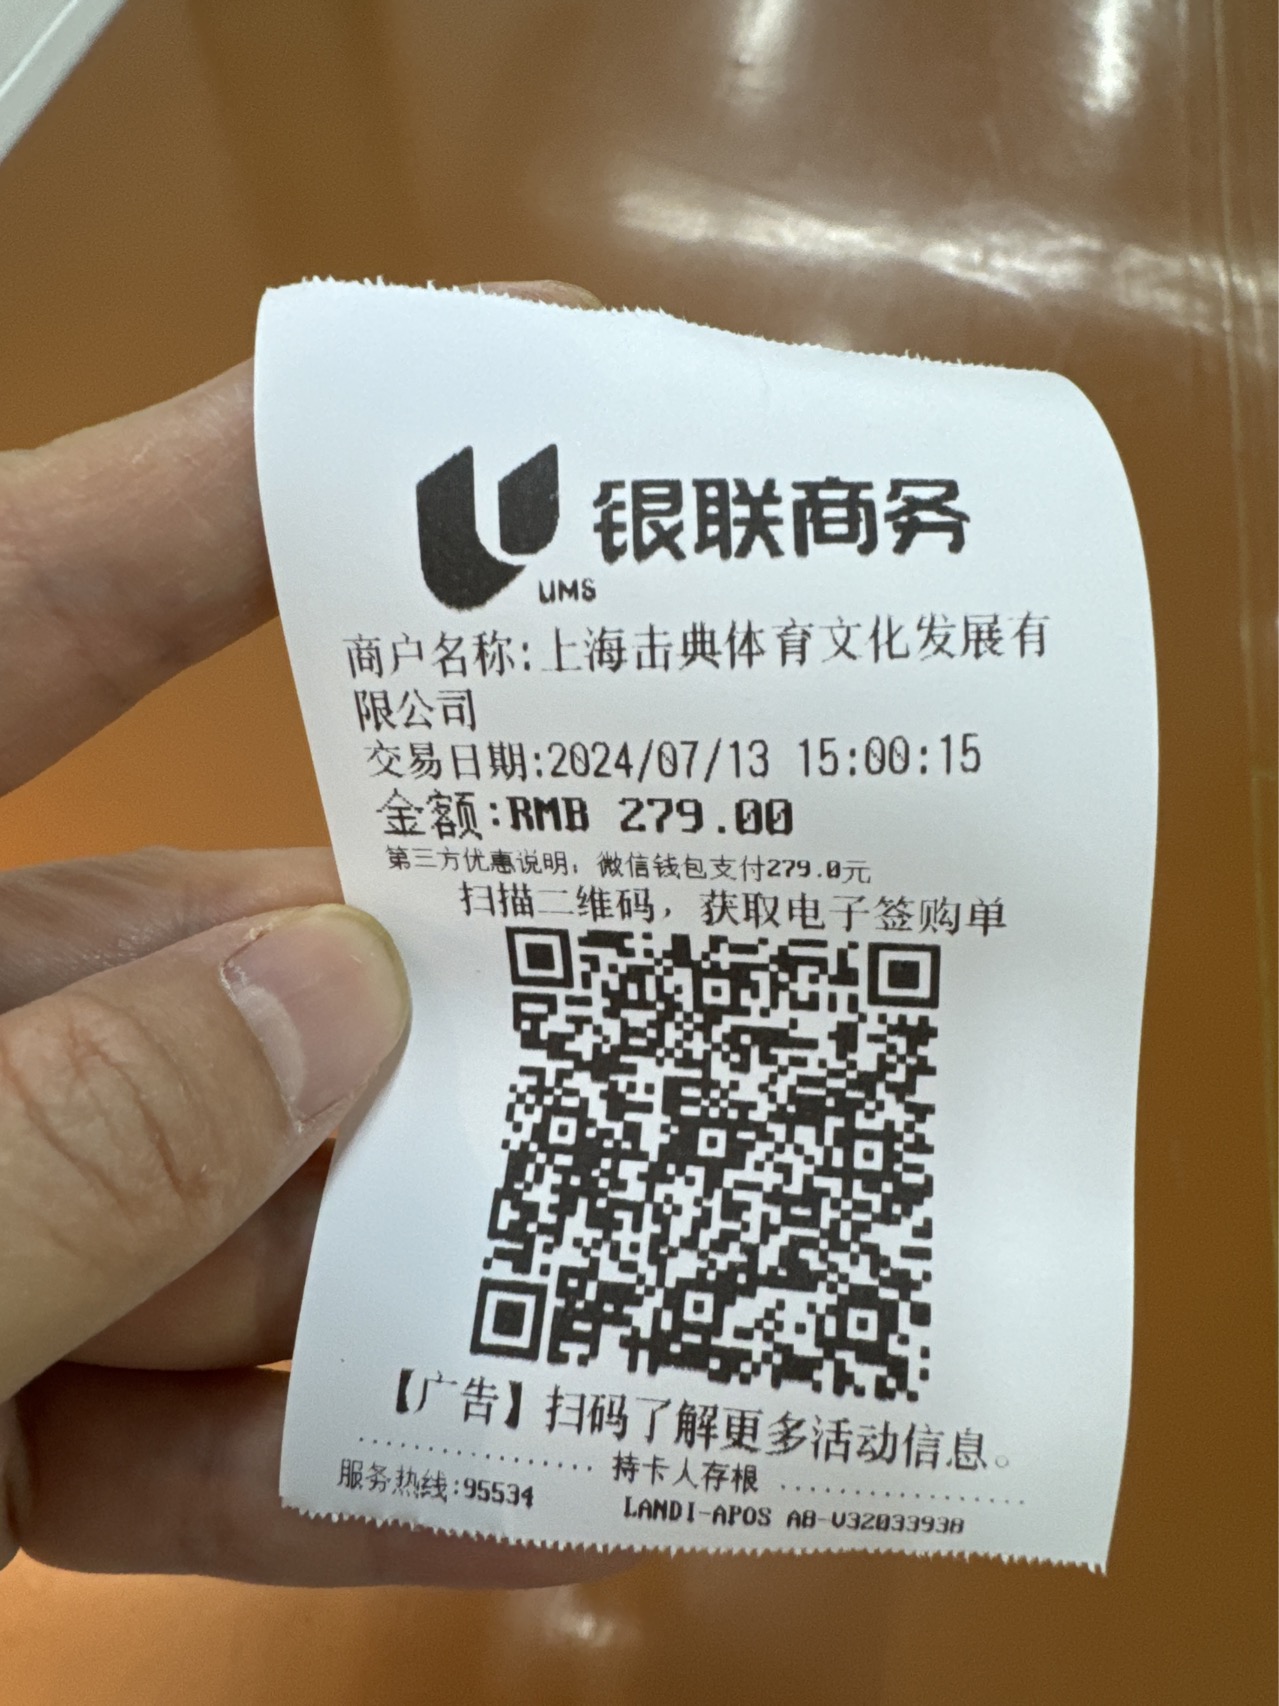 银联商务
UMS
商户名称:上海击典体育文化发展有
限公司
交易日期:2024/07/13 15:00:15
金额:RMB 279.00
第三方优惠说明: 微信钱包支付279.0元
扫描二维码，获取电子签购单
【广告】扫码了解更多活动信息。
持卡人存根
服务热线:95534
LANDI-APOS A8-V32033938